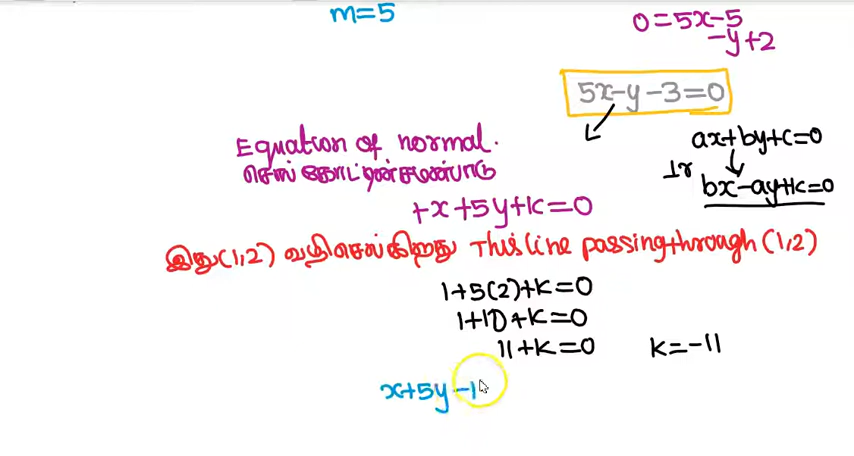 m=5
0=5x-5
-y+2
5x-y-3=0
Equation of normal.
ax+by+c=0
செங்கோட்டின் சமன்பாடு
⊥r
bx-ay+k=0
+x+5y+k=0
இது (1,2) வழி செல்கிறது This line passing through (1,2)
1+5(2)+k=0
1+10+k=0
11+k=0 k=-11
x+5y-1